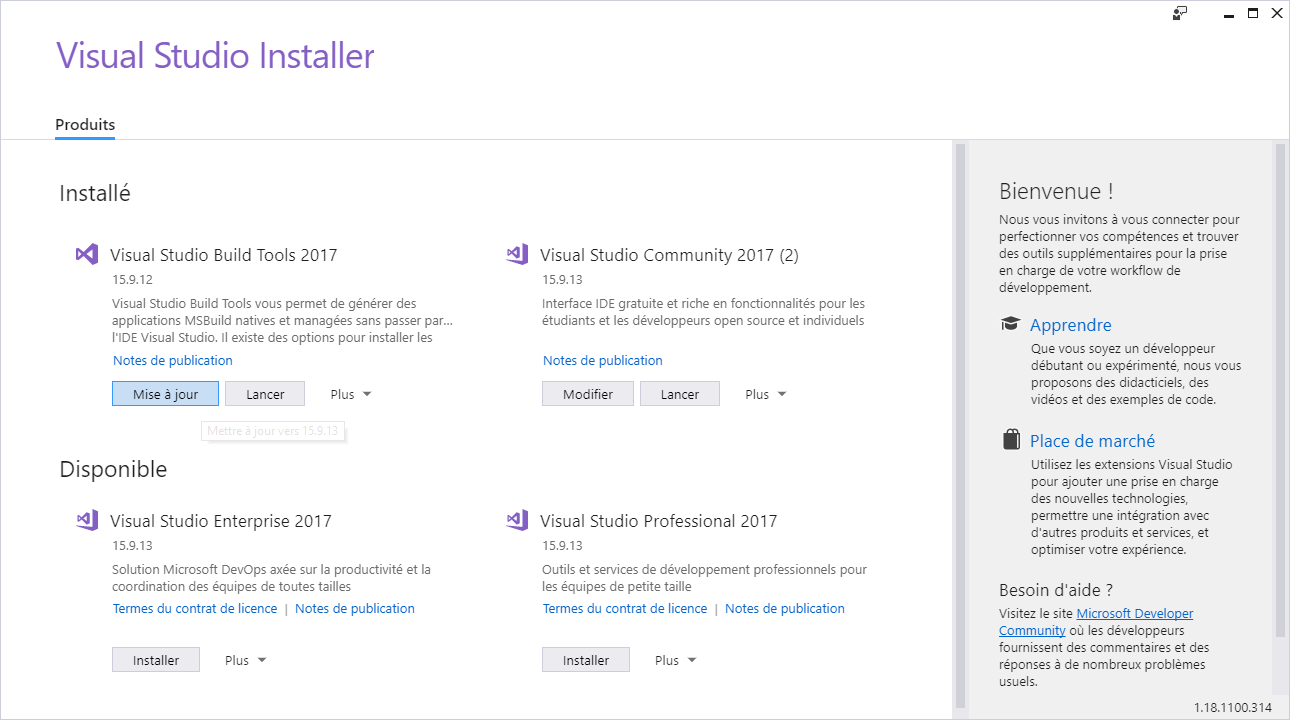 Visual Studio Installer
Produits
Installé
Visual Studio Build Tools 2017
15.9.12
Visual Studio Build Tools vous permet de générer des
applications MSBuild natives et managées sans passer par...
l'IDE Visual Studio. Il existe des options pour installer les
Notes de publication
Mise à jour
Lancer
Plus
Mettre à jour vers 15.9.13
Visual Studio Community 2017 (2)
15.9.13
Interface IDE gratuite et riche en fonctionnalités pour les
étudiants et les développeurs open source et individuels
Notes de publication
Modifier
Lancer
Plus
Disponible
Visual Studio Enterprise 2017
15.9.13
Solution Microsoft DevOps axée sur la productivité et la
coordination des équipes de toutes tailles
Termes du contrat de licence | Notes de publication
Installer
Plus
Visual Studio Professional 2017
15.9.13
Outils et services de développement professionnels pour
les équipes de petite taille
Termes du contrat de licence | Notes de publication
Installer
Plus
Bienvenue !
Nous vous invitons à vous connecter pour
perfectionner vos compétences et trouver
des outils supplémentaires pour la prise
en charge de votre workflow de
développement.
Apprendre
Que vous soyez un développeur
débutant ou expérimenté, nous vous
proposons des didacticiels, des
vidéos et des exemples de code.
Place de marché
Utilisez les extensions Visual Studio
pour ajouter une prise en charge
des nouvelles technologies,
permettre une intégration avec
d'autres produits et services, et
optimiser votre expérience.
Besoin d'aide ?
Visitez le site Microsoft Developer
Community où les développeurs
fournissent des commentaires et des
réponses à de nombreux problèmes
usuels.
1.18.1100.314